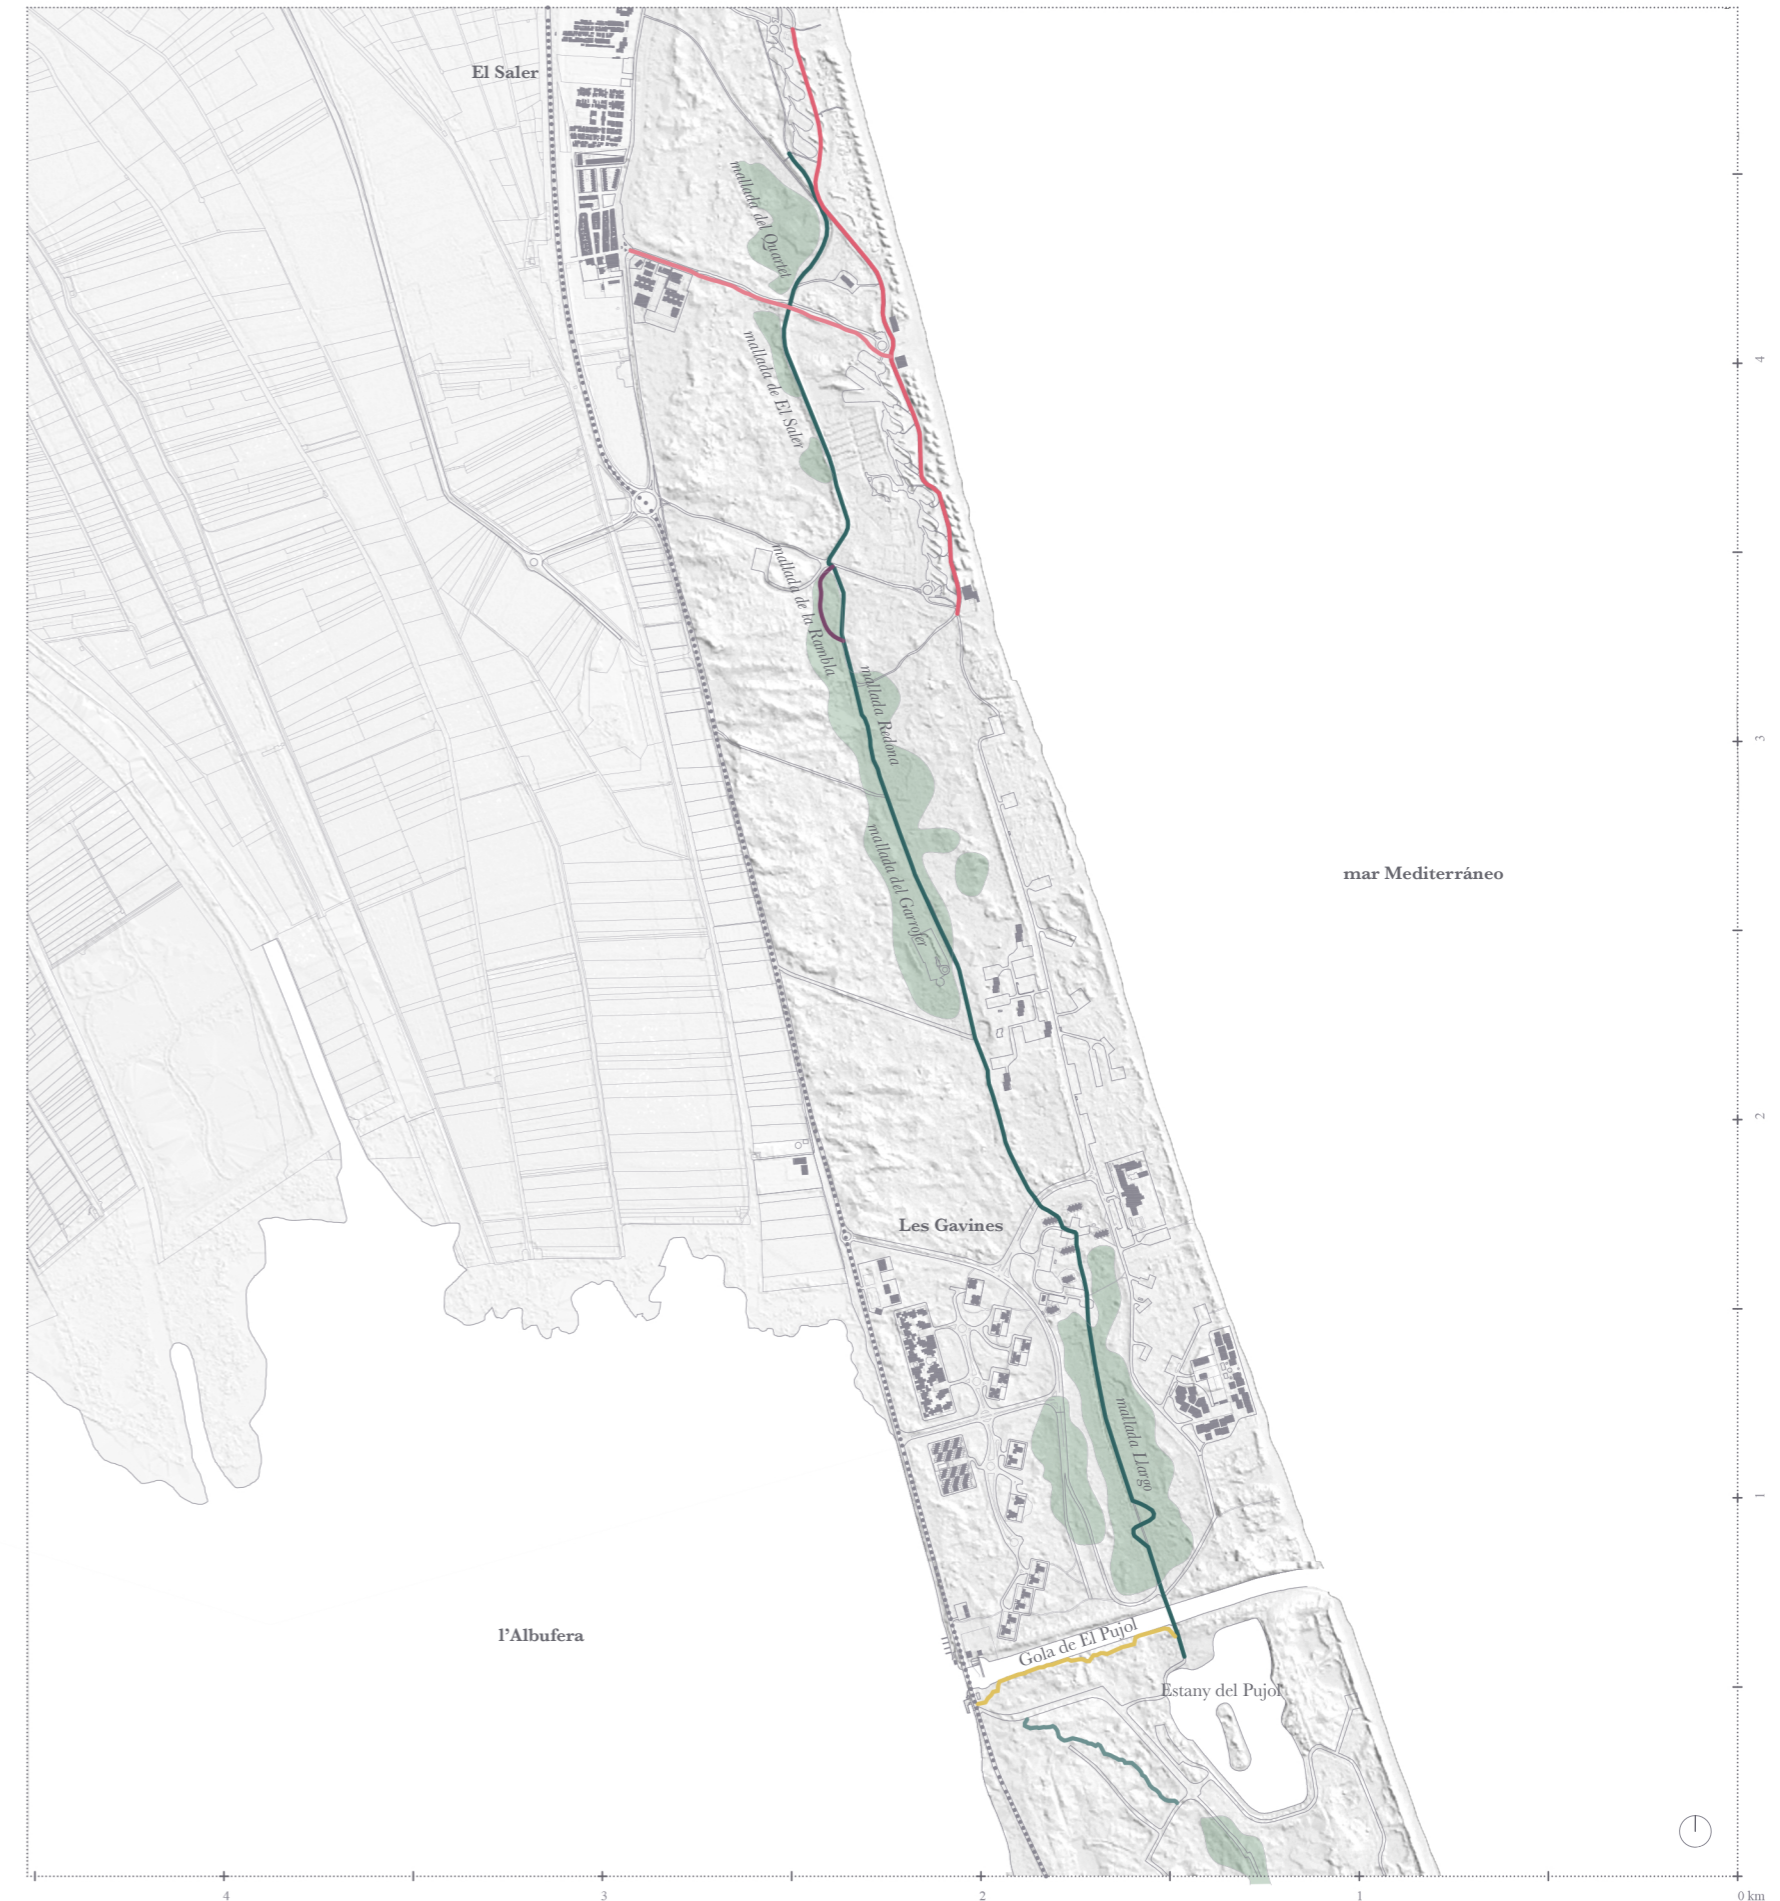 El Saler
mallada del Quartel
mallada de El Saler
4
mallada de la Rambla
mallada Redona
3
mallada del Garrofer
mar Mediterráneo
2
Les Gavines
mallada Llarga
1
l'Albufera
Gola de El Pujol
Estany del Pujol
4
3
2
1
0 km